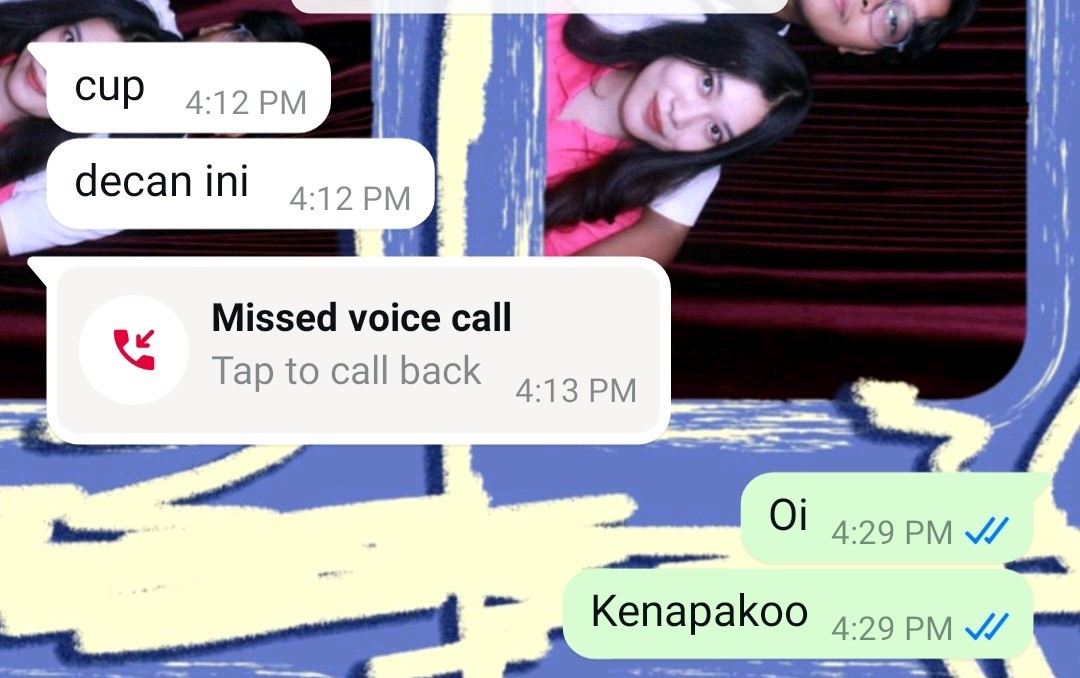 cup 4:12 PM
decan ini 4:12 PM
Missed voice call
Tap to call back 4:13 PM
Oi 4:29 PM
Kenapakoo 4:29 PM